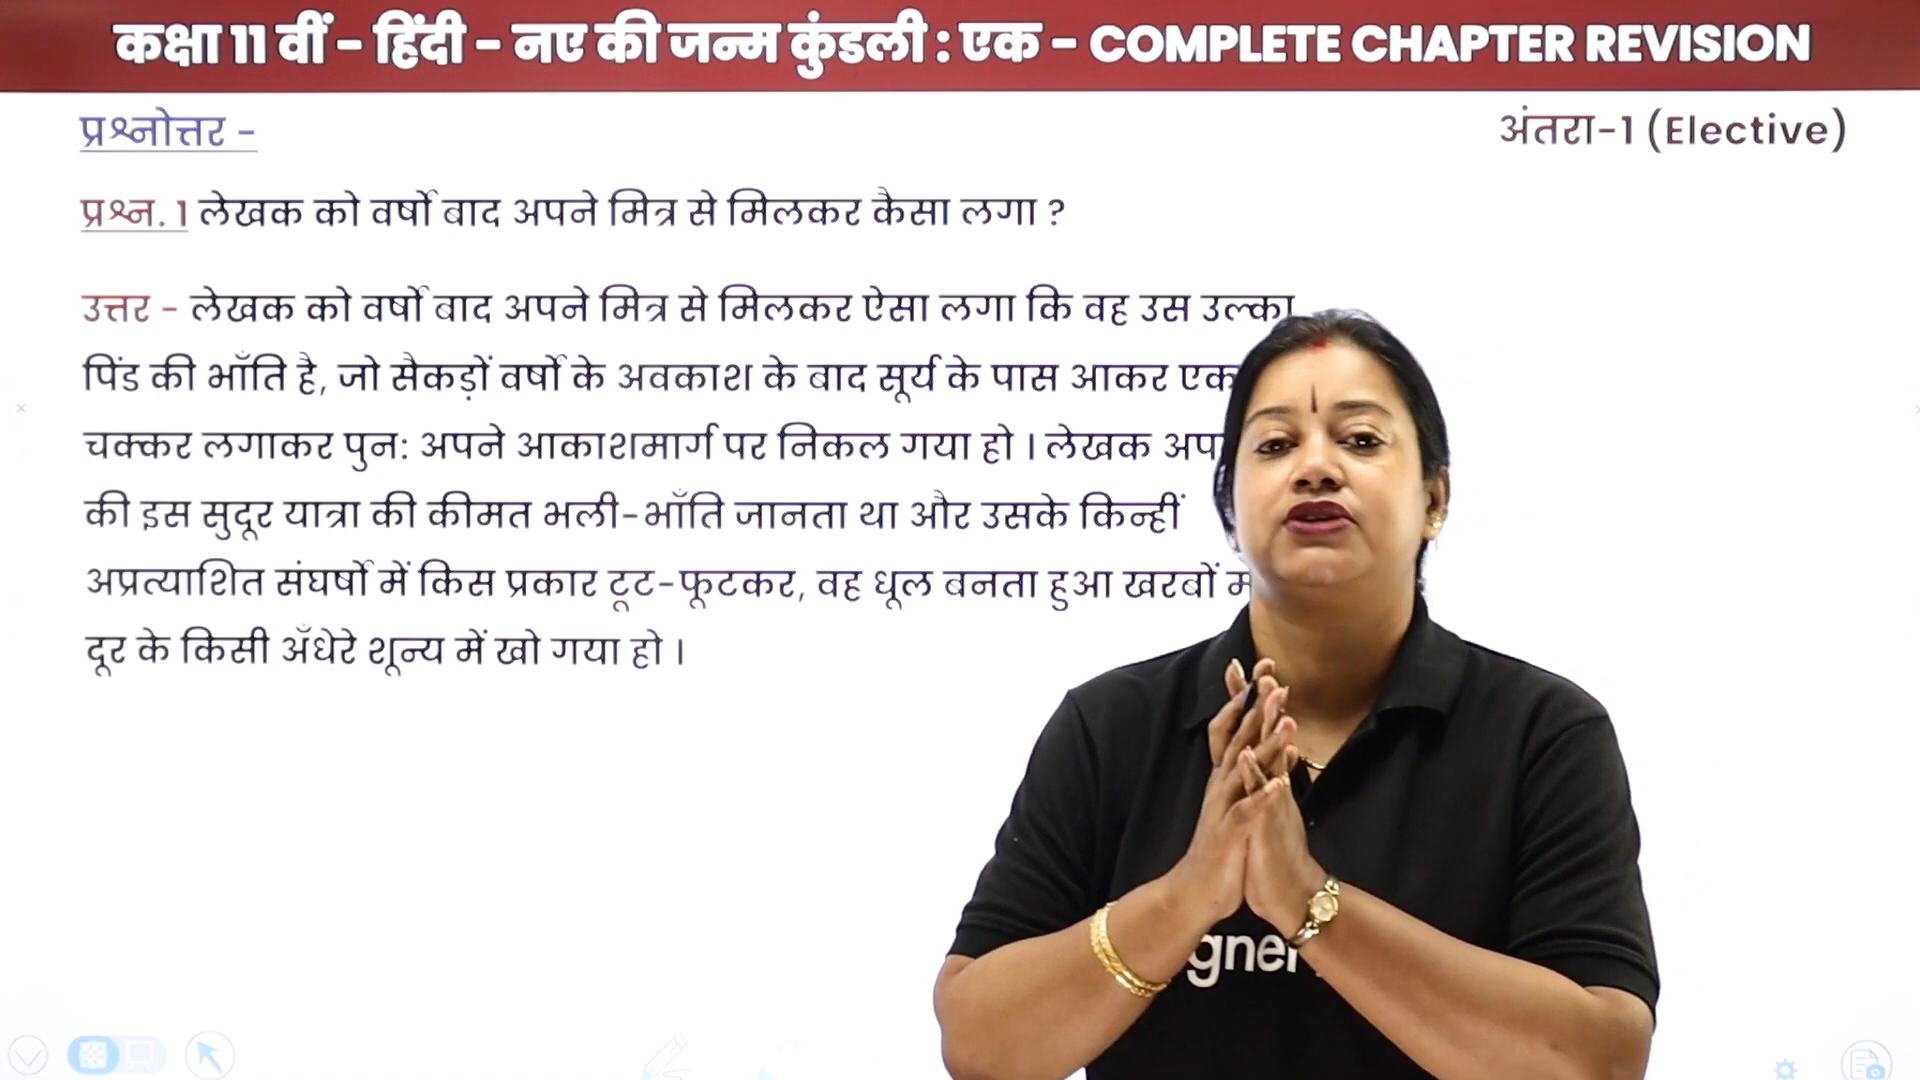 कक्षा 11 वीं - हिंदी - नए की जन्म कुंडली : एक - COMPLETE CHAPTER REVISION
प्रश्नोत्तर -
अंतरा-1 (Elective)
प्रश्न. 1 लेखक को वर्षों बाद अपने मित्र से मिलकर कैसा लगा ?
उत्तर - लेखक को वर्षों बाद अपने मित्र से मिलकर ऐसा लगा कि वह उस उल्का
पिंड की भाँति है, जो सैकड़ों वर्षों के अवकाश के बाद सूर्य के पास आकर एक
चक्कर लगाकर पुन: अपने आकाशमार्ग पर निकल गया हो । लेखक
की इस सुदूर यात्रा की कीमत भली-भाँति जानता था और उसके किन्हीं
अप्रत्याशित संघर्षों में किस प्रकार टूट-फूटकर, वह धूल बनता हुआ खरबों
दूर के किसी अँधेरे शून्य में खो गया हो ।